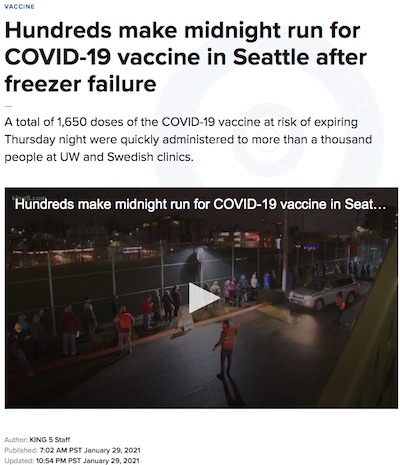 VACCINE
Hundreds make midnight run for
COVID-19 vaccine in Seattle after
freezer failure
A total of 1,650 doses of the COVID-19 vaccine at risk of expiring
Thursday night were quickly administered to more than a thousand
people at UW and Swedish clinics.
Hundreds make midnight run for COVID-19 vaccine in Seat...
Author: KING 5 Staff
Published: 7:02 AM PST January 29, 2021
Updated: 10:54 PM PST January 29, 2021